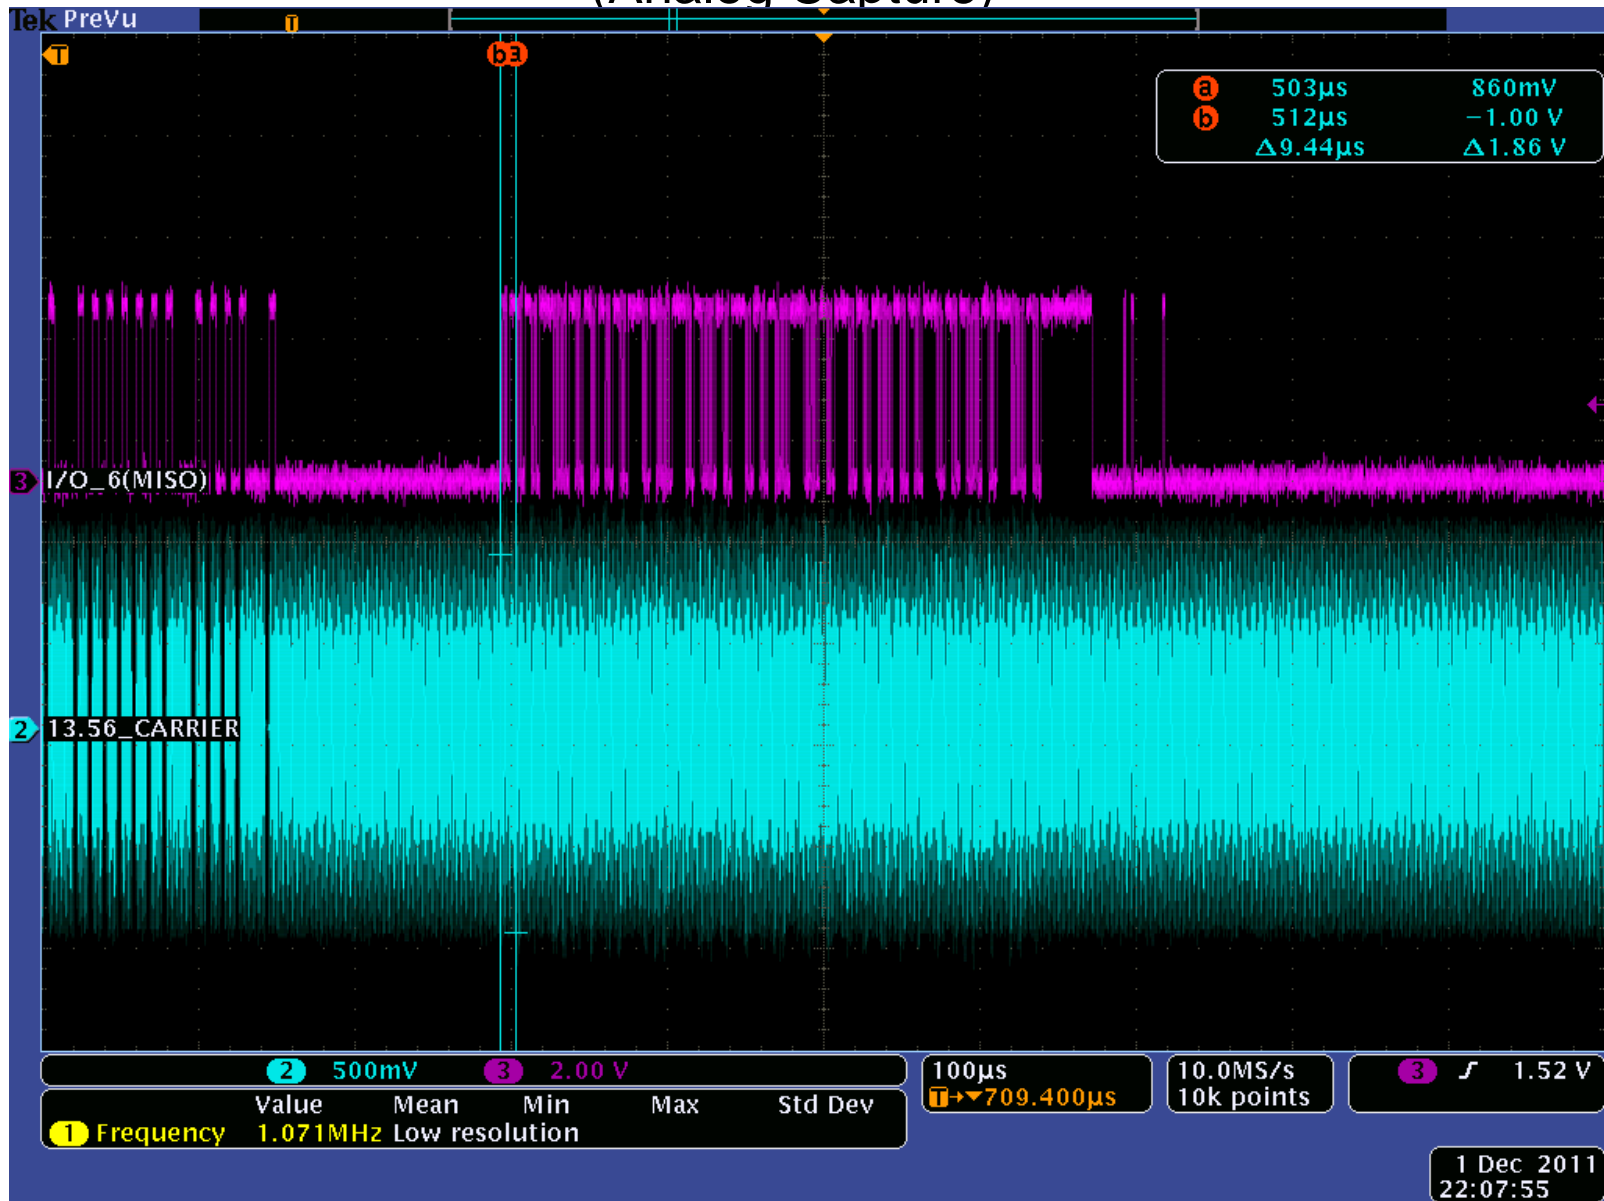 (Analog Capture)
Tek PreVu
T
T
b a
a 503µs 860mV
b 512µs −1.00 V
Δ9.44µs Δ1.86 V
3 I/O_6(MISO)
2 13.56_CARRIER
2 500mV 3 2.00 V
100µs
T→▼709.400µs
10.0MS/s
10k points
3 1.52 V
Value Mean Min Max Std Dev
1 Frequency 1.071MHz Low resolution
1 Dec 2011
22:07:55